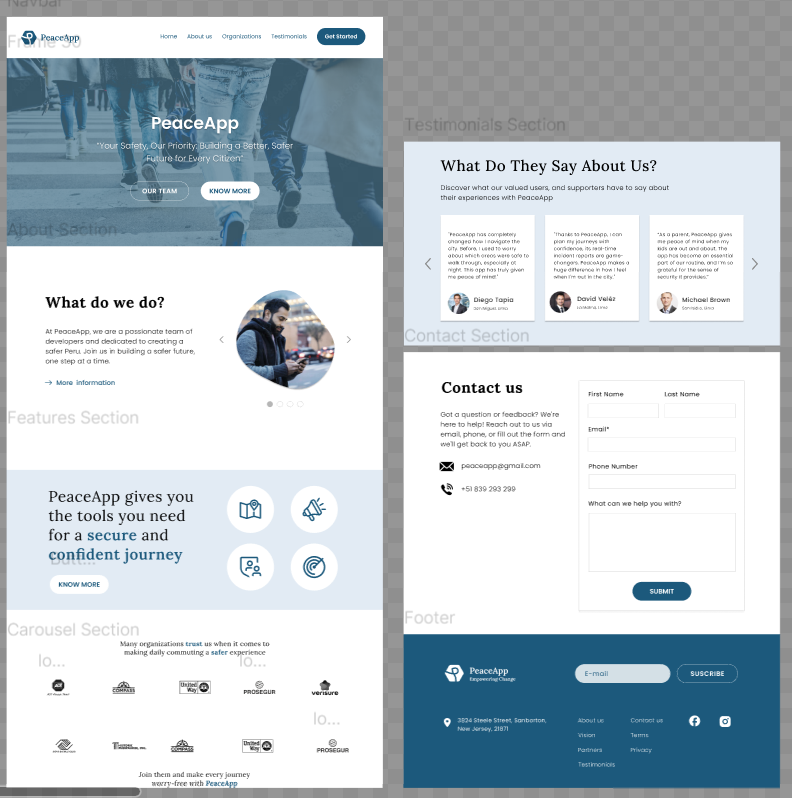 Navbar
Frame 50
PeaceApp
Home
About us
Organizations
Testimonials
Get Started
PeaceApp
"Your Safety, Our Priority: Building a Better, Safer
Future for Every Citizen"
OUR TEAM
KNOW MORE
About Section
What do we do?
At PeaceApp, we are a passionate team of
developers and dedicated to creating a
safer Peru. Join us in building a safer future,
one step at a time.
More information
Features Section
PeaceApp gives you
the tools you need
for a secure and
confident journey
Butt...
KNOW MORE
Carousel Section
Many organizations trust us when it comes to
making daily commuting a safer experience
lo...
lo...
COMPASS
United
Way
PROSEGUR
verisure
lo...
COMPASS
United
Way
PROSEGUR
Join them and make every journey
worry-free with PeaceApp
Testimonials Section
What Do They Say About Us?
Discover what our valued users, and supporters have to say about
their experiences with PeaceApp
"PeaceApp has completely
changed how I navigate the
city. Before, I used to worry
about which areas were safe to
walk through, especially at
night. This app has truly given
me peace of mind!"
Diego Tapia
San Miguel, Lima
"Thanks to PeaceApp, I can
plan my journeys with
confidence. Its real-time
incident reports are game-
changers. PeaceApp makes a
huge difference in how I feel
when I'm out in the city."
David Veléz
"As a parent, PeaceApp gives
me peace of mind when my
kids are out and about. The
app has become an essential
part of our routine, and I'm so
grateful for the sense of
security it provides."
Michael Brown
Contact Section
Contact us
Got a question or feedback? We're
here to help! Reach out to us via
email, phone, or fill out the form and
we'll get back to you ASAP.
peaceapp@gmail.com
+51 839 293 299
First Name
Last Name
Email*
Phone Number
What can we help you with?
SUBMIT
Footer
PeaceApp
Empowering Change
E-mail
SUSCRIBE
3824 Steele Street, Sanbarton,
New Jersey, 21871
About us
Vision
Partners
Testimonials
Contact us
Terms
Privacy